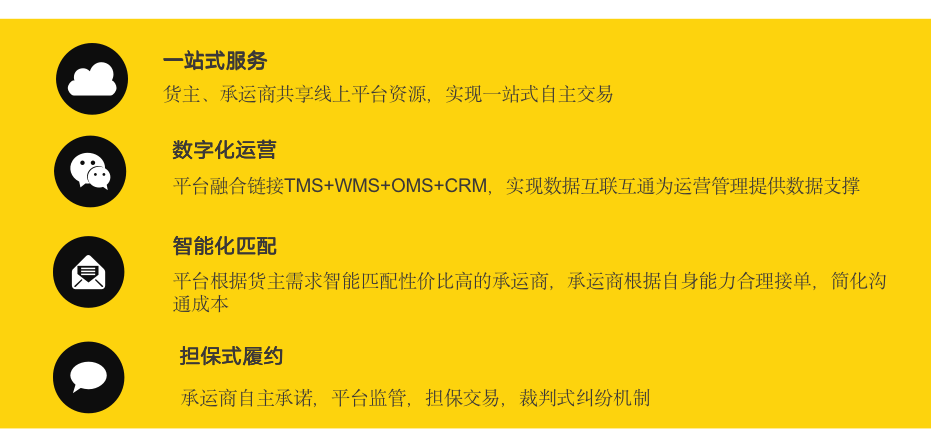 一站式服务
货主、承运商共享线上平台资源，实现一站式自主交易
数字化运营
平台融合链接TMS+WMS+OMS+CRM，实现数据互联互通为运营管理提供数据支撑
智能化匹配
平台根据货主需求智能匹配性价比高的承运商，承运商根据自身能力合理接单，简化沟
通成本
担保式履约
承运商自主承诺，平台监管，担保交易，裁判式纠纷机制